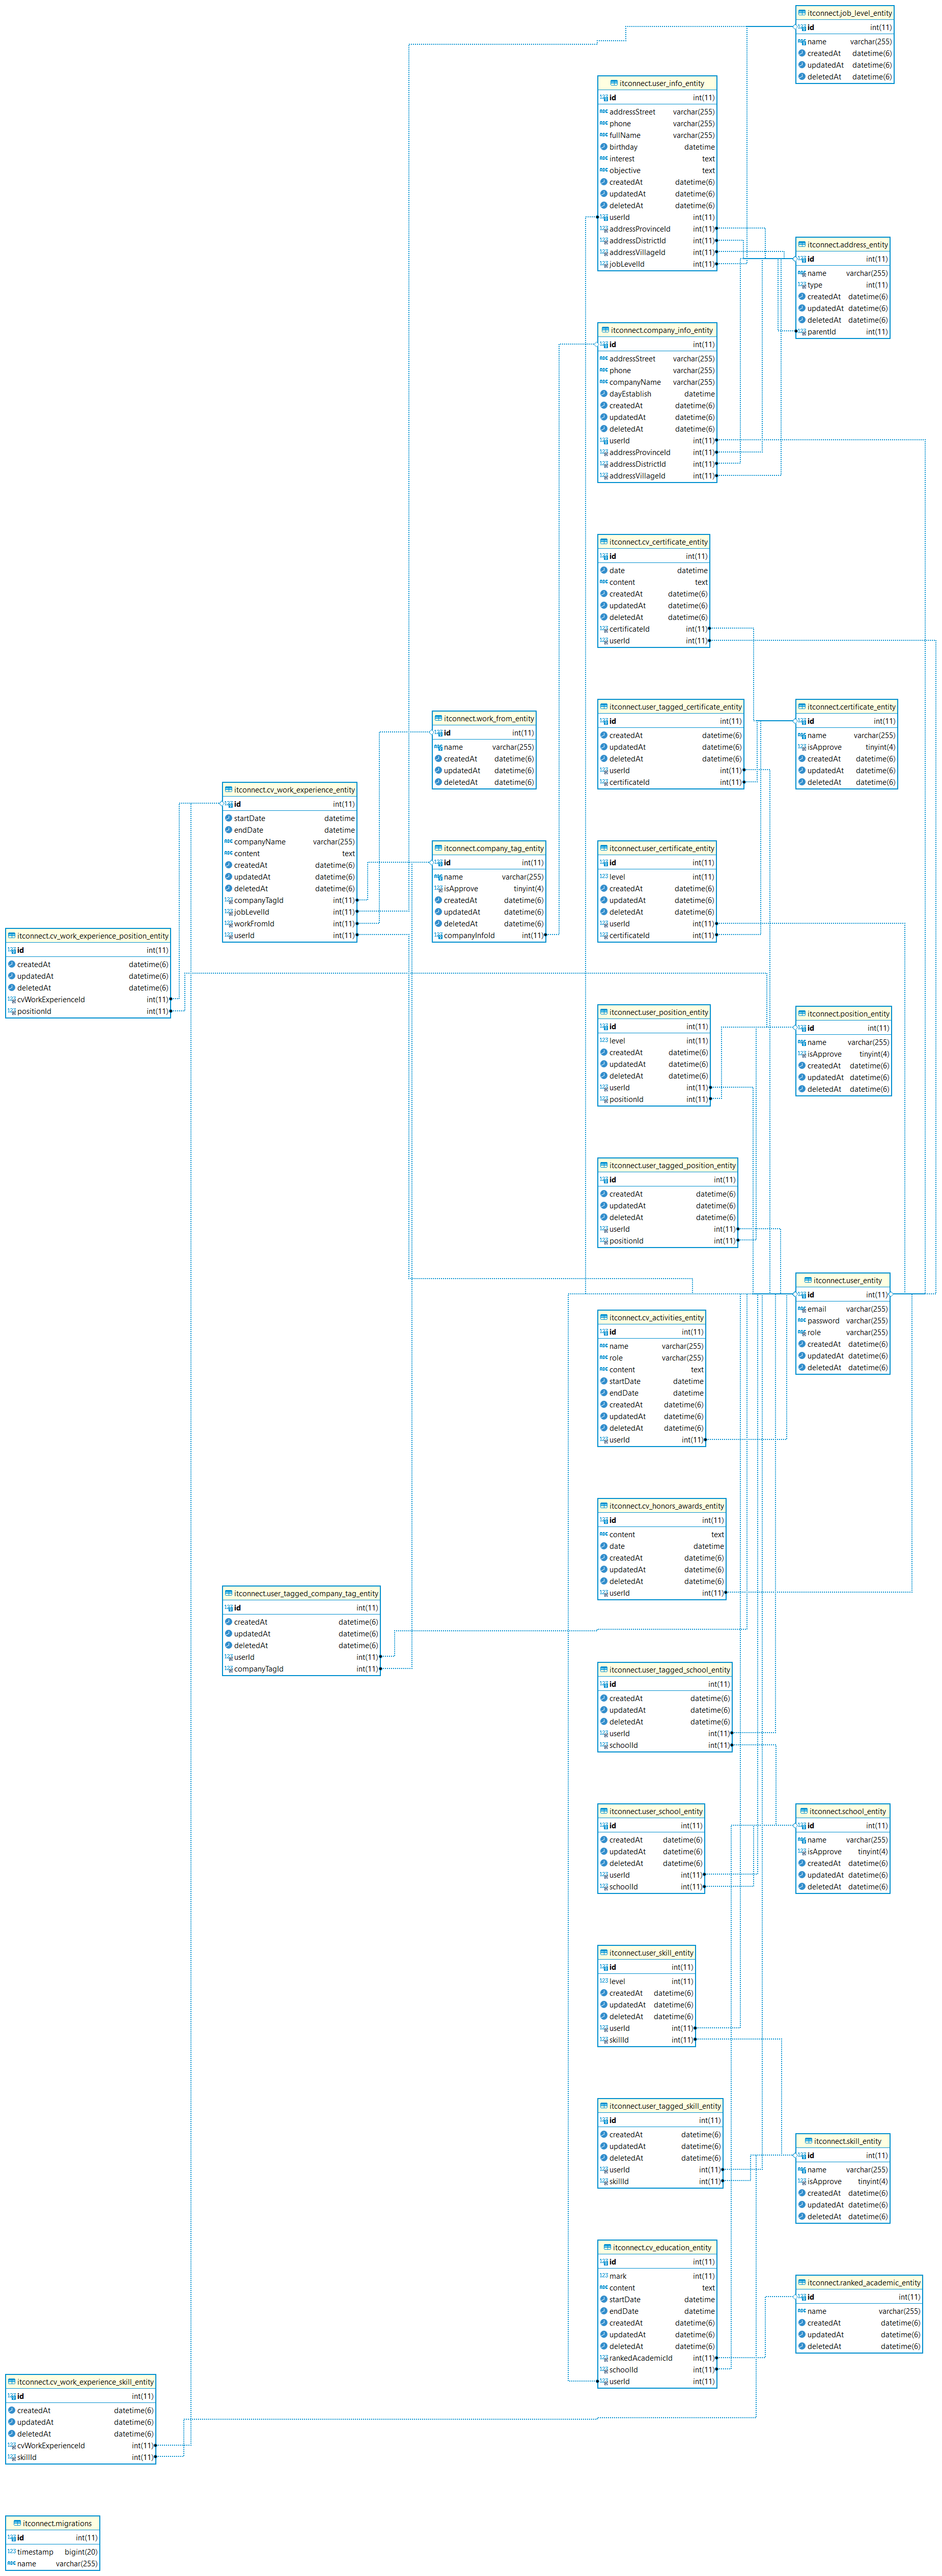 itconnect.job_level_entity
id int(11)
name varchar(255)
createdAt datetime(6)
updatedAt datetime(6)
deletedAt datetime(6)
itconnect.user_info_entity
id int(11)
addressStreet varchar(255)
phone varchar(255)
fullName varchar(255)
birthday datetime
interest text
objective text
createdAt datetime(6)
updatedAt datetime(6)
deletedAt datetime(6)
userId int(11)
addressProvinceId int(11)
addressDistrictId int(11)
addressVillageId int(11)
jobLevelId int(11)
itconnect.address_entity
id int(11)
name varchar(255)
type int(11)
createdAt datetime(6)
updatedAt datetime(6)
deletedAt datetime(6)
parentId int(11)
itconnect.company_info_entity
id int(11)
addressStreet varchar(255)
phone varchar(255)
companyName varchar(255)
dayEstablish datetime
createdAt datetime(6)
updatedAt datetime(6)
deletedAt datetime(6)
userId int(11)
addressProvinceId int(11)
addressDistrictId int(11)
addressVillageId int(11)
itconnect.cv_certificate_entity
id int(11)
date datetime
content text
createdAt datetime(6)
updatedAt datetime(6)
deletedAt datetime(6)
certificateId int(11)
userId int(11)
itconnect.user_tagged_certificate_entity
id int(11)
createdAt datetime(6)
updatedAt datetime(6)
deletedAt datetime(6)
userId int(11)
certificateId int(11)
itconnect.certificate_entity
id int(11)
name varchar(255)
isApprove tinyint(4)
createdAt datetime(6)
updatedAt datetime(6)
deletedAt datetime(6)
itconnect.work_from_entity
id int(11)
name varchar(255)
createdAt datetime(6)
updatedAt datetime(6)
deletedAt datetime(6)
itconnect.cv_work_experience_entity
id int(11)
startDate datetime
endDate datetime
companyName varchar(255)
content text
createdAt datetime(6)
updatedAt datetime(6)
deletedAt datetime(6)
companyTagId int(11)
jobLevelId int(11)
workFromId int(11)
userId int(11)
itconnect.company_tag_entity
id int(11)
name varchar(255)
isApprove tinyint(4)
createdAt datetime(6)
updatedAt datetime(6)
deletedAt datetime(6)
companyInfoId int(11)
itconnect.user_certificate_entity
id int(11)
level int(11)
createdAt datetime(6)
updatedAt datetime(6)
deletedAt datetime(6)
userId int(11)
certificateId int(11)
itconnect.cv_work_experience_position_entity
id int(11)
createdAt datetime(6)
updatedAt datetime(6)
deletedAt datetime(6)
cvWorkExperienceId int(11)
positionId int(11)
itconnect.user_position_entity
id int(11)
level int(11)
createdAt datetime(6)
updatedAt datetime(6)
deletedAt datetime(6)
userId int(11)
positionId int(11)
itconnect.position_entity
id int(11)
name varchar(255)
isApprove tinyint(4)
createdAt datetime(6)
updatedAt datetime(6)
deletedAt datetime(6)
itconnect.user_tagged_position_entity
id int(11)
createdAt datetime(6)
updatedAt datetime(6)
deletedAt datetime(6)
userId int(11)
positionId int(11)
itconnect.user_entity
id int(11)
email varchar(255)
password varchar(255)
role varchar(255)
createdAt datetime(6)
updatedAt datetime(6)
deletedAt datetime(6)
itconnect.cv_activities_entity
id int(11)
name varchar(255)
role varchar(255)
content text
startDate datetime
endDate datetime
createdAt datetime(6)
updatedAt datetime(6)
deletedAt datetime(6)
userId int(11)
itconnect.cv_honors_awards_entity
id int(11)
content text
date datetime
createdAt datetime(6)
updatedAt datetime(6)
deletedAt datetime(6)
userId int(11)
itconnect.user_tagged_company_tag_entity
id int(11)
createdAt datetime(6)
updatedAt datetime(6)
deletedAt datetime(6)
userId int(11)
companyTagId int(11)
itconnect.user_tagged_school_entity
id int(11)
createdAt datetime(6)
updatedAt datetime(6)
deletedAt datetime(6)
userId int(11)
schoolId int(11)
itconnect.user_school_entity
id int(11)
createdAt datetime(6)
updatedAt datetime(6)
deletedAt datetime(6)
userId int(11)
schoolId int(11)
itconnect.school_entity
id int(11)
name varchar(255)
isApprove tinyint(4)
createdAt datetime(6)
updatedAt datetime(6)
deletedAt datetime(6)
itconnect.user_skill_entity
id int(11)
level int(11)
createdAt datetime(6)
updatedAt datetime(6)
deletedAt datetime(6)
userId int(11)
skillId int(11)
itconnect.user_tagged_skill_entity
id int(11)
createdAt datetime(6)
updatedAt datetime(6)
deletedAt datetime(6)
userId int(11)
skillId int(11)
itconnect.skill_entity
id int(11)
name varchar(255)
isApprove tinyint(4)
createdAt datetime(6)
updatedAt datetime(6)
deletedAt datetime(6)
itconnect.cv_education_entity
id int(11)
mark int(11)
content text
startDate datetime
endDate datetime
createdAt datetime(6)
updatedAt datetime(6)
deletedAt datetime(6)
rankedAcademicId int(11)
schoolId int(11)
userId int(11)
itconnect.ranked_academic_entity
id int(11)
name varchar(255)
createdAt datetime(6)
updatedAt datetime(6)
deletedAt datetime(6)
itconnect.cv_work_experience_skill_entity
id int(11)
createdAt datetime(6)
updatedAt datetime(6)
deletedAt datetime(6)
cvWorkExperienceId int(11)
skillId int(11)
itconnect.migrations
id int(11)
timestamp bigint(20)
name varchar(255)